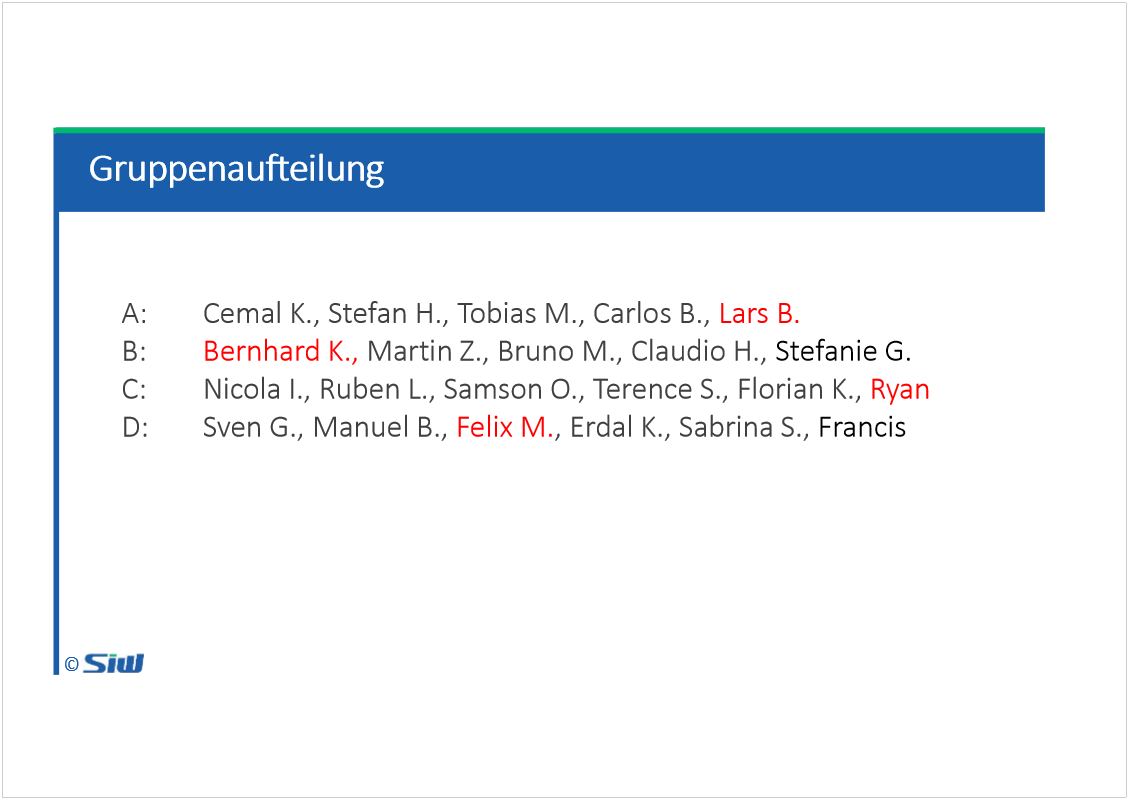 Gruppenaufteilung
A: Cemal K., Stefan H., Tobias M., Carlos B., Lars B.
B: Bernhard K., Martin Z., Bruno M., Claudio H., Stefanie G.
C: Nicola I., Ruben L., Samson O., Terence S., Florian K., Ryan
D: Sven G., Manuel B., Felix M., Erdal K., Sabrina S., Francis
© SIW